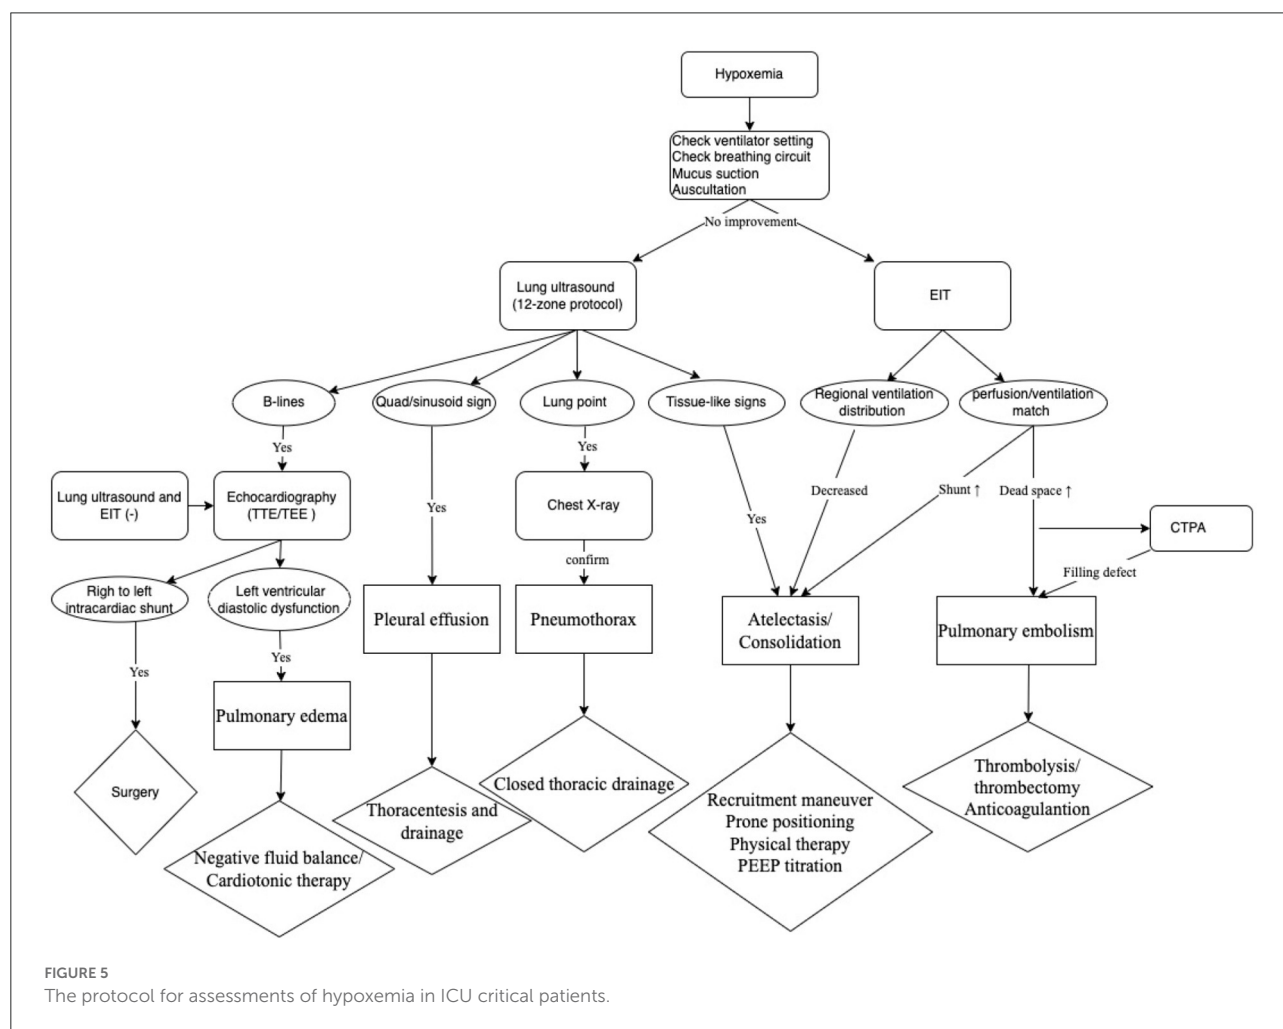 Hypoxemia
Check ventilator setting
Check breathing circuit
Mucus suction
Auscultation
No improvement
Lung ultrasound
(12-zone protocol)
EIT
B-lines
Quad/sinusoid sign
Lung point
Tissue-like signs
Regional ventilation
distribution
perfusion/ventilation
match
Yes
Yes
Lung ultrasound and
EIT (-)
Echocardiography
(TTE/TEE )
Yes
Chest X-ray
Yes
Decreased
Shunt ↑
Dead space ↑
CTPA
confirm
Filling defect
Righ to left
intracardiac shunt
Left ventricular
diastolic dysfunction
Pleural effusion
Pneumothorax
Atelectasis/
Consolidation
Pulmonary embolism
Yes
Yes
Pulmonary edema
Surgery
Negative fluid balance/
Cardiotonic therapy
Thoracentesis and
drainage
Closed thoracic drainage
Recruitment maneuver
Prone positioning
Physical therapy
PEEP titration
Thrombolysis/
thrombectomy
Anticoagulantion
FIGURE 5
The protocol for assessments of hypoxemia in ICU critical patients.